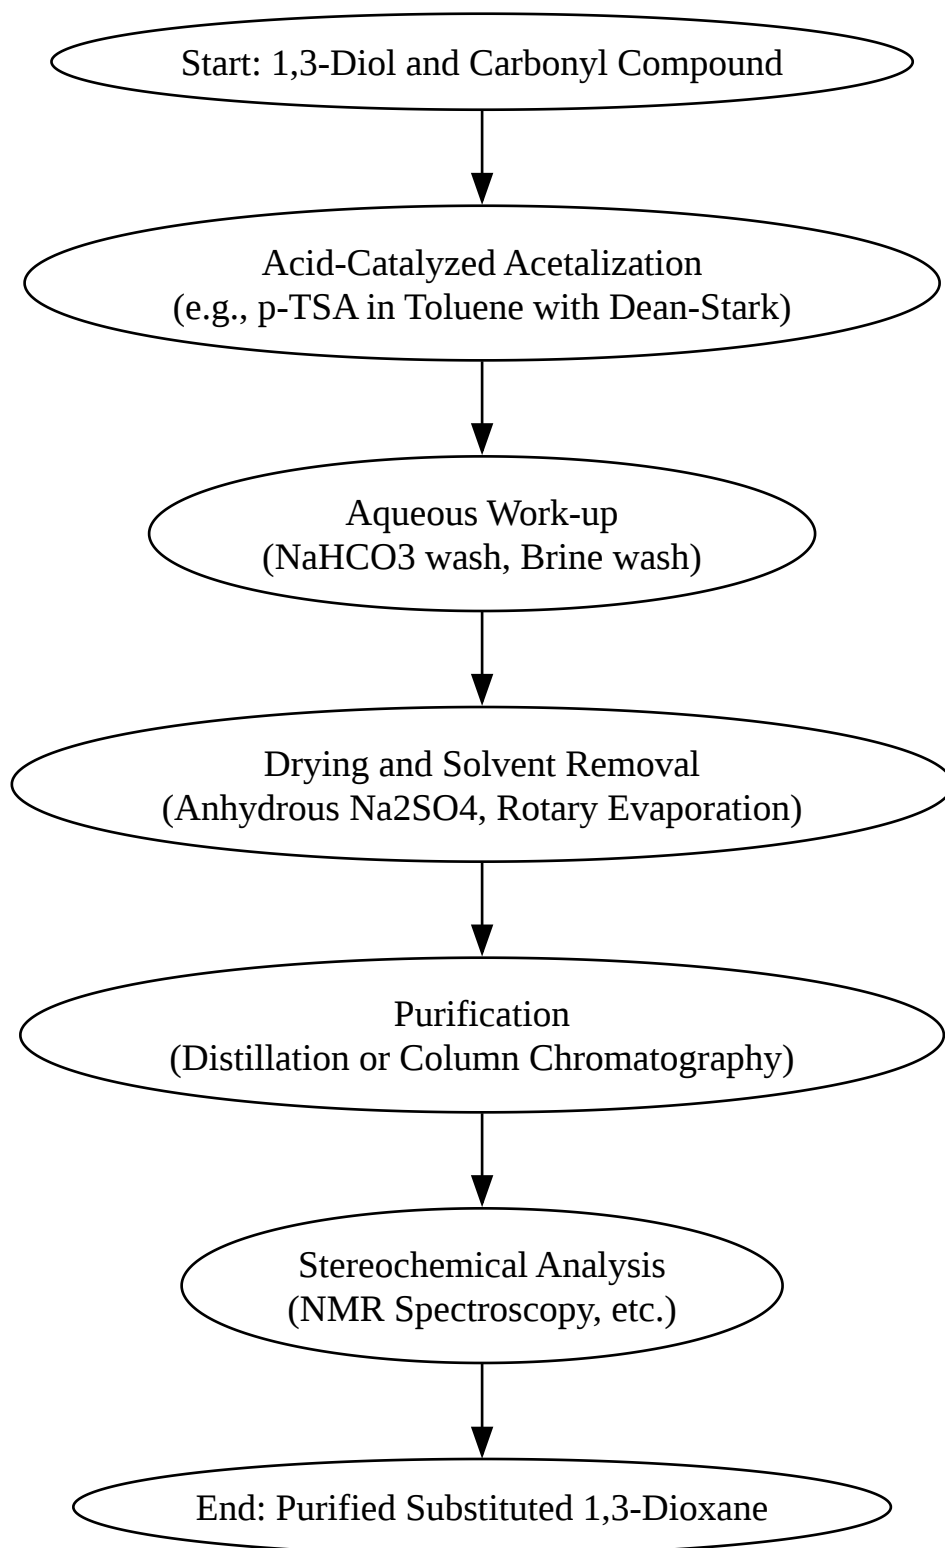 Start: 1,3-Diol and Carbonyl Compound
Acid-Catalyzed Acetalization
(e.g., p-TSA in Toluene with Dean-Stark)
Aqueous Work-up
(NaHCO3 wash, Brine wash)
Drying and Solvent Removal
(Anhydrous Na2SO4, Rotary Evaporation)
Purification
(Distillation or Column Chromatography)
Stereochemical Analysis
(NMR Spectroscopy, etc.)
End: Purified Substituted 1,3-Dioxane